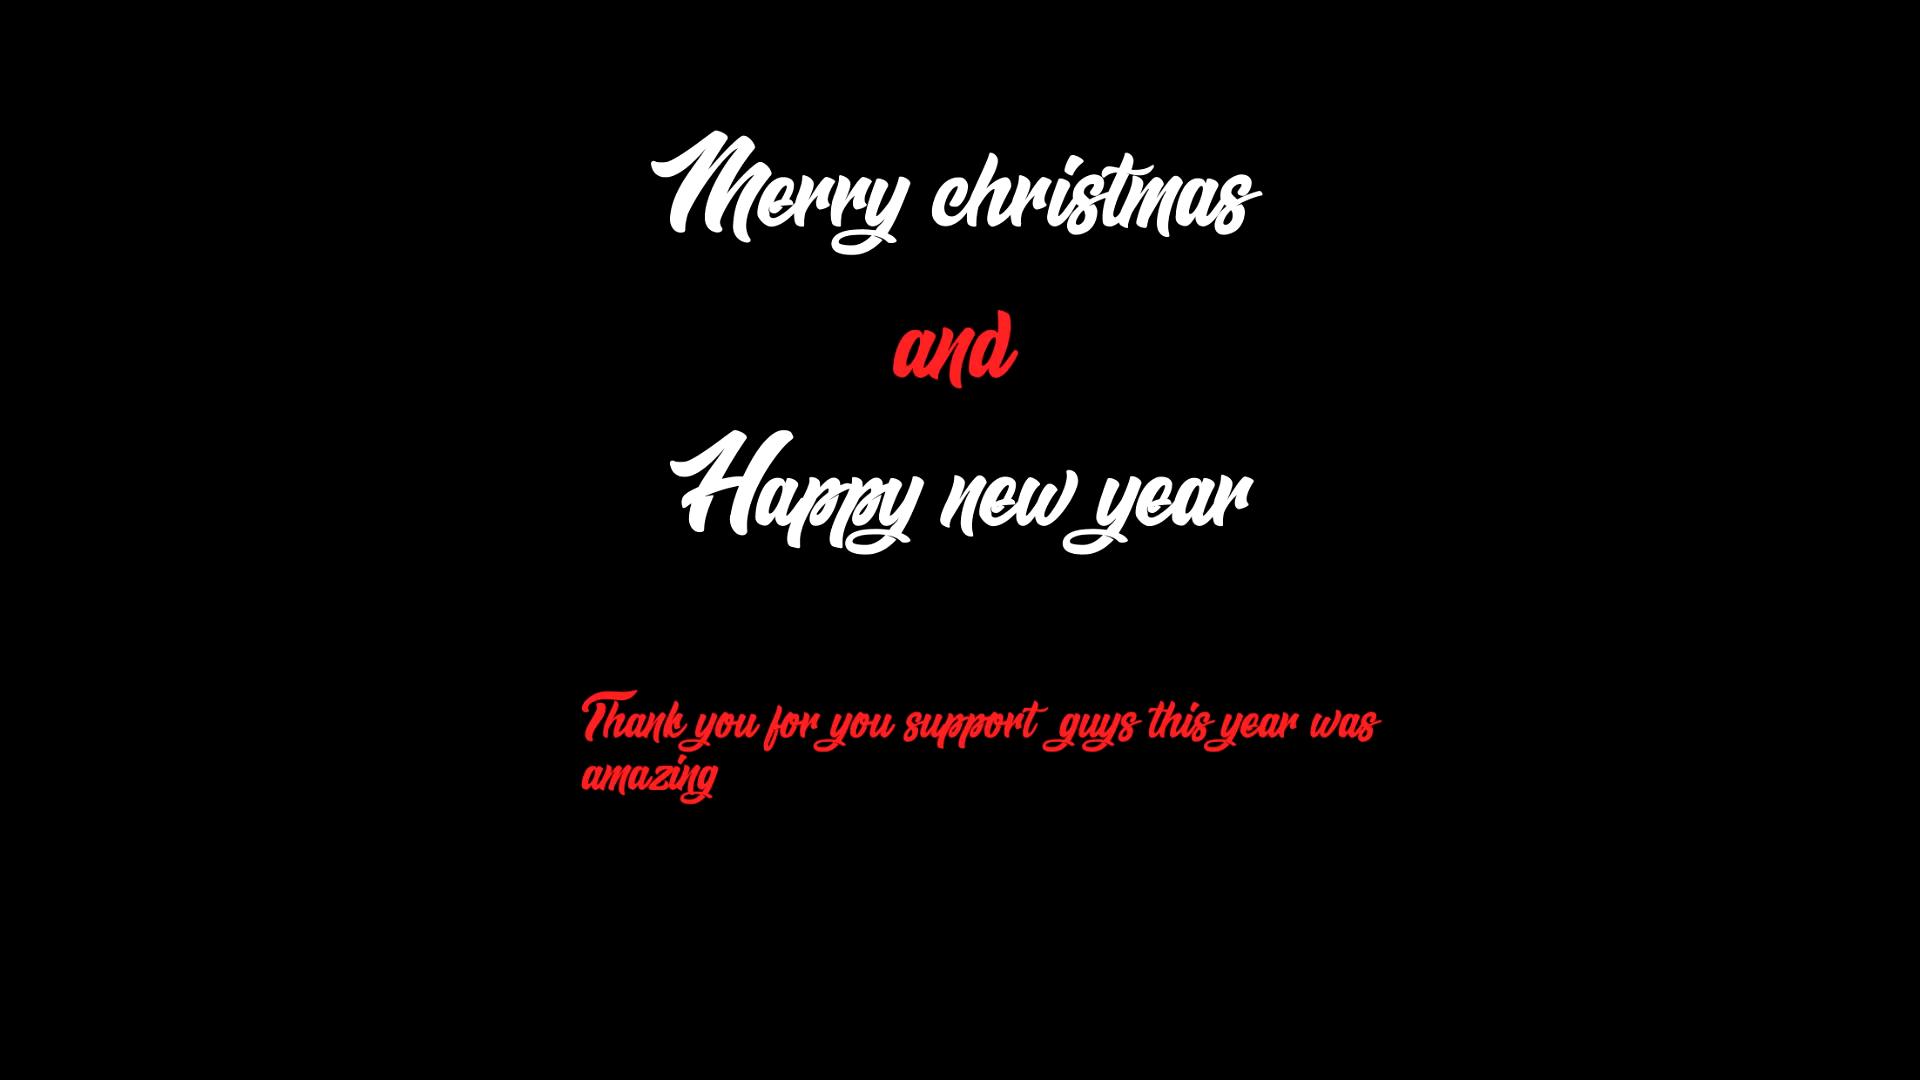 Merry christmas
and
Happy new year
Thank you for you support guys this year was
amazing